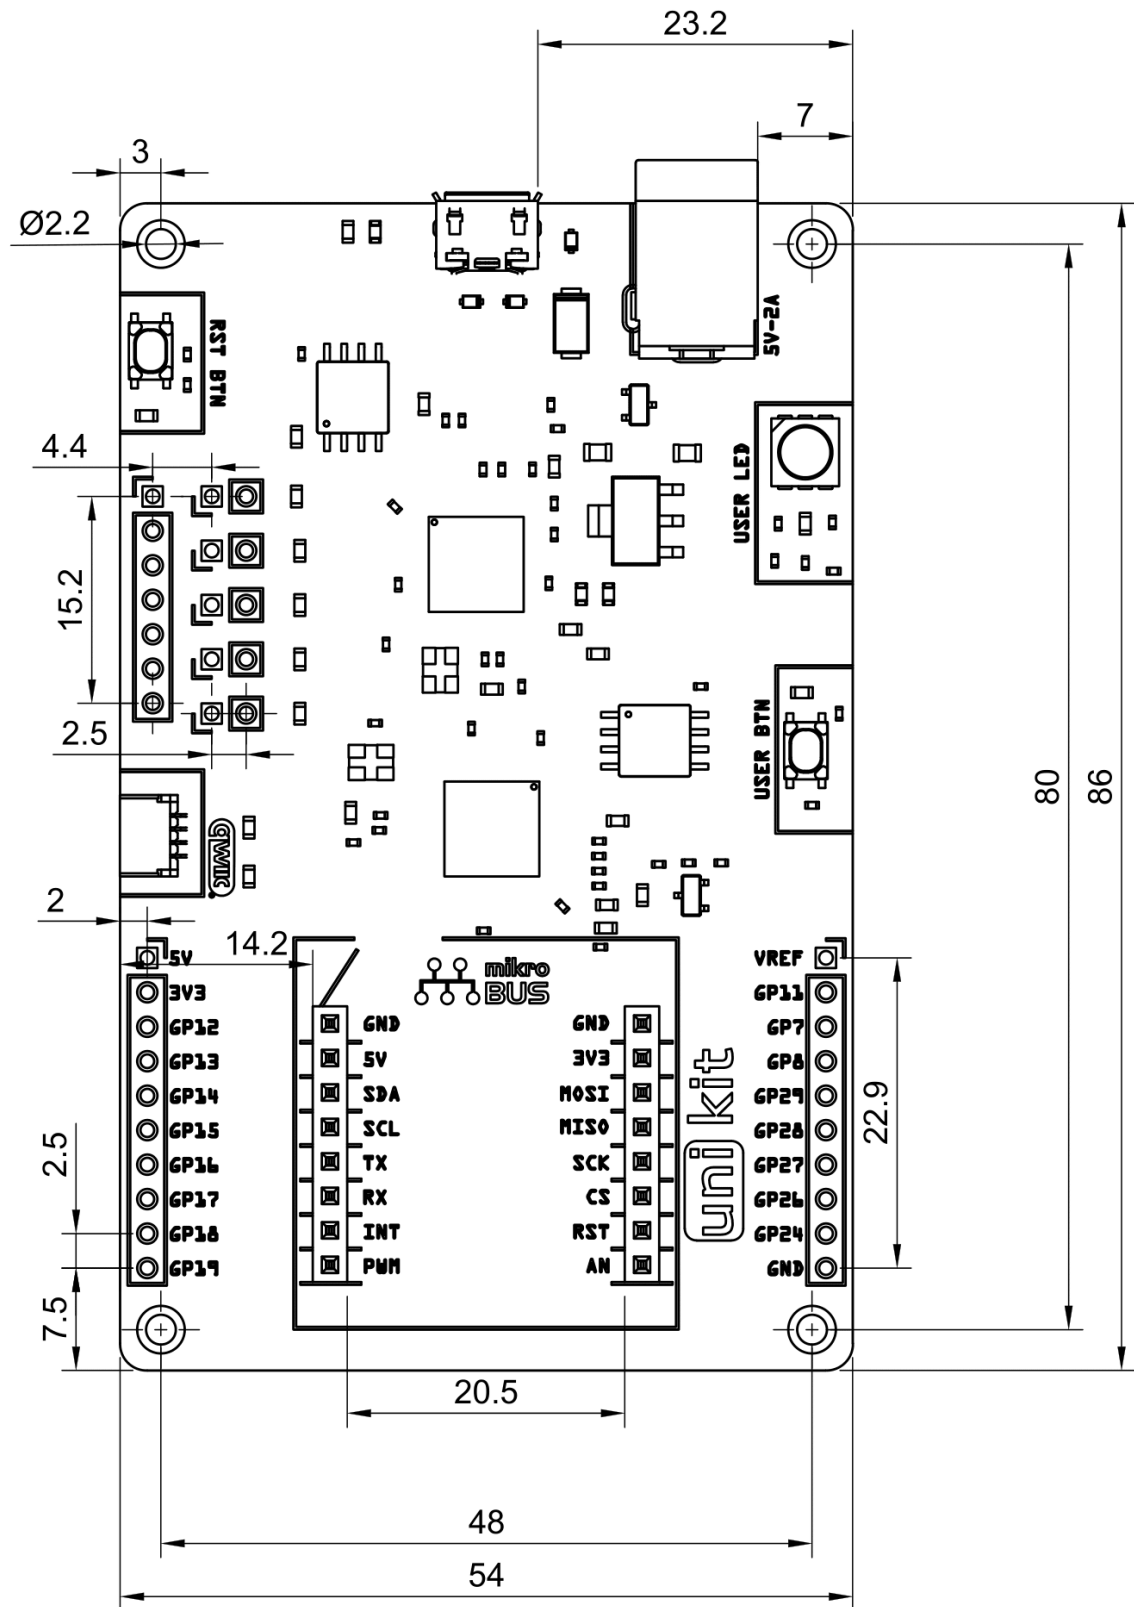 23.2
7
3
Ø2.2
5V-2A
RST BTN
4.4
USER LED
15.2
2.5
USER BTN
80
86
qwiic
2
14.2
5V
mikro
BUS
VREF
3V3
GP12
GP13
GP14
GP15
GP16
GP17
GP18
GP19
GND
5V
SDA
SCL
TX
RX
INT
PWM
GND
3V3
MOSI
MISO
SCK
CS
RST
AN
uni kit
GP11
GP7
GP8
GP29
GP28
GP27
GP26
GP24
GND
22.9
2.5
7.5
20.5
48
54